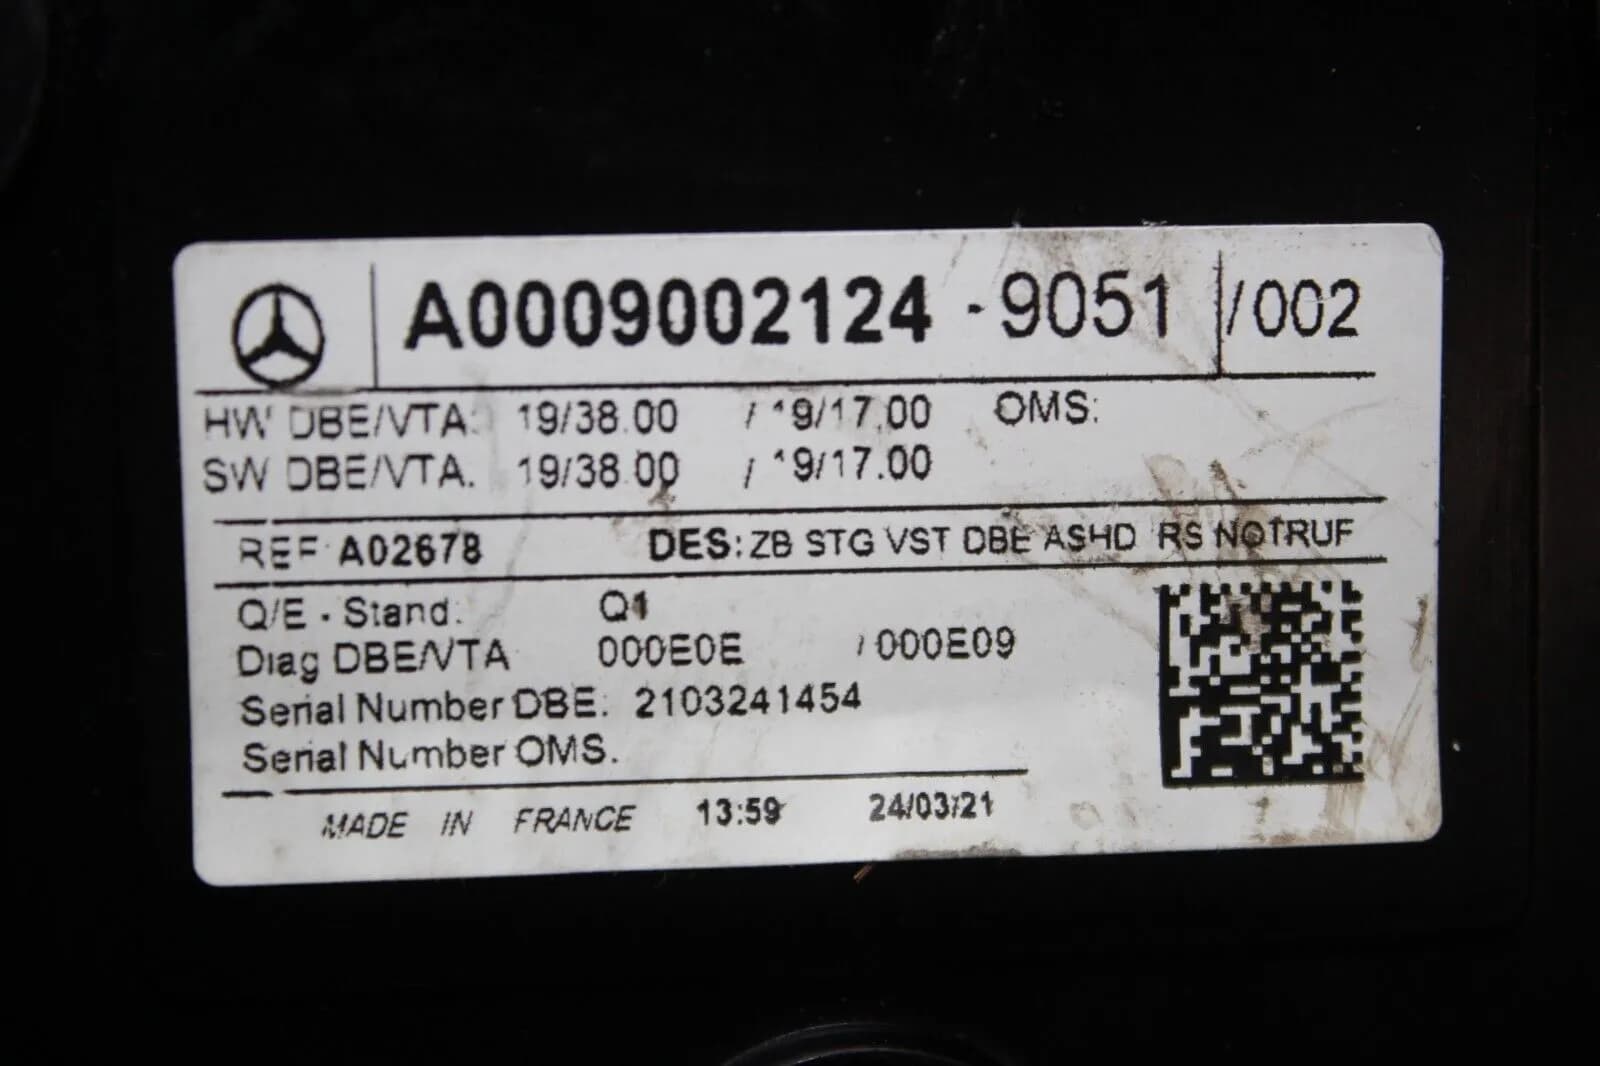 A0009002124 - 9051 /002
HW DBE/VTA: 19/38.00 / 19/17.00 OMS:
SW DBE/VTA. 19/38.00 / 19/17.00
REF A02678 DES: ZB STG VST DBE ASHD RS NOTRUF
Q/E - Stand: Q1
Diag DBE/VTA 000E0E / 000E09
Serial Number DBE: 2103241454
Serial Number OMS.
MADE IN FRANCE 13:59 24/03/21